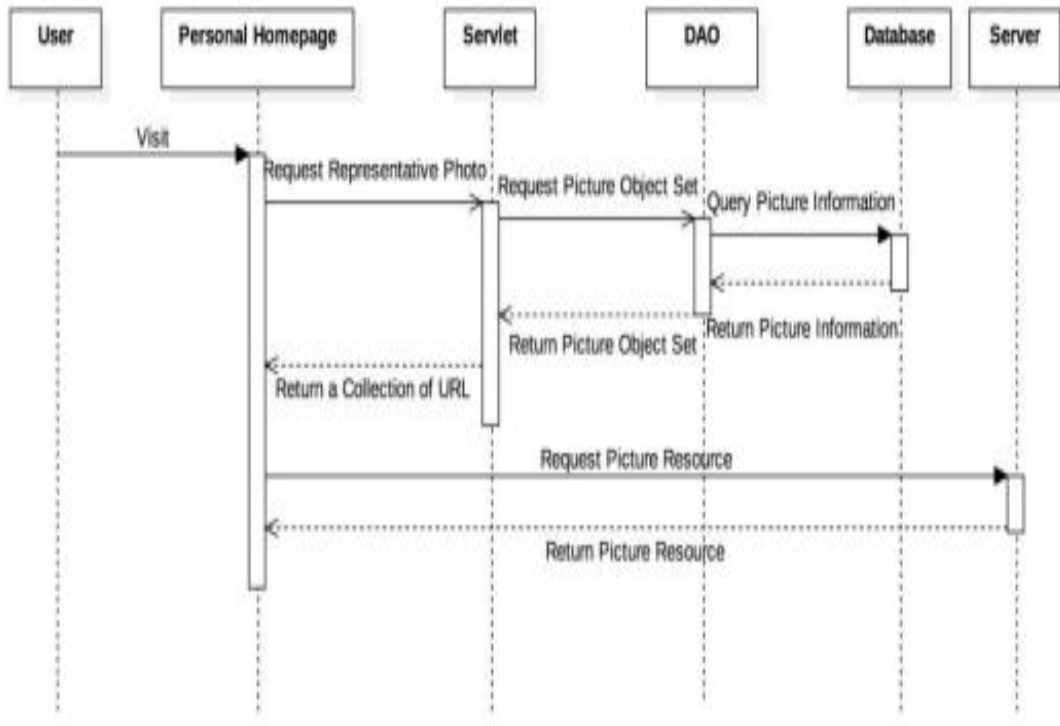 User
Personal Homepage
Servlet
DAO
Database
Server
Visit
Request Representative Photo
Request Picture Object Set
Query Picture Information
Return Picture Information
Return Picture Object Set
Return a Collection of URL
Request Picture Resource
Return Picture Resource